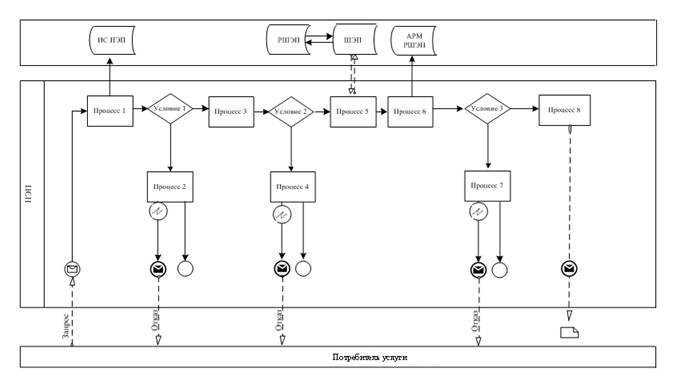 ИС ПЭП
РШЭП
ШЭП
АРМ
РШЭП
ПЭП
Процесс 1
Условие 1
Процесс 3
Условие 2
Процесс 5
Процесс 6
Условие 3
Процесс 8
Процесс 2
Процесс 4
Процесс 7
Запрос
Отказ
Отказ
Отказ
Потребитель услуги